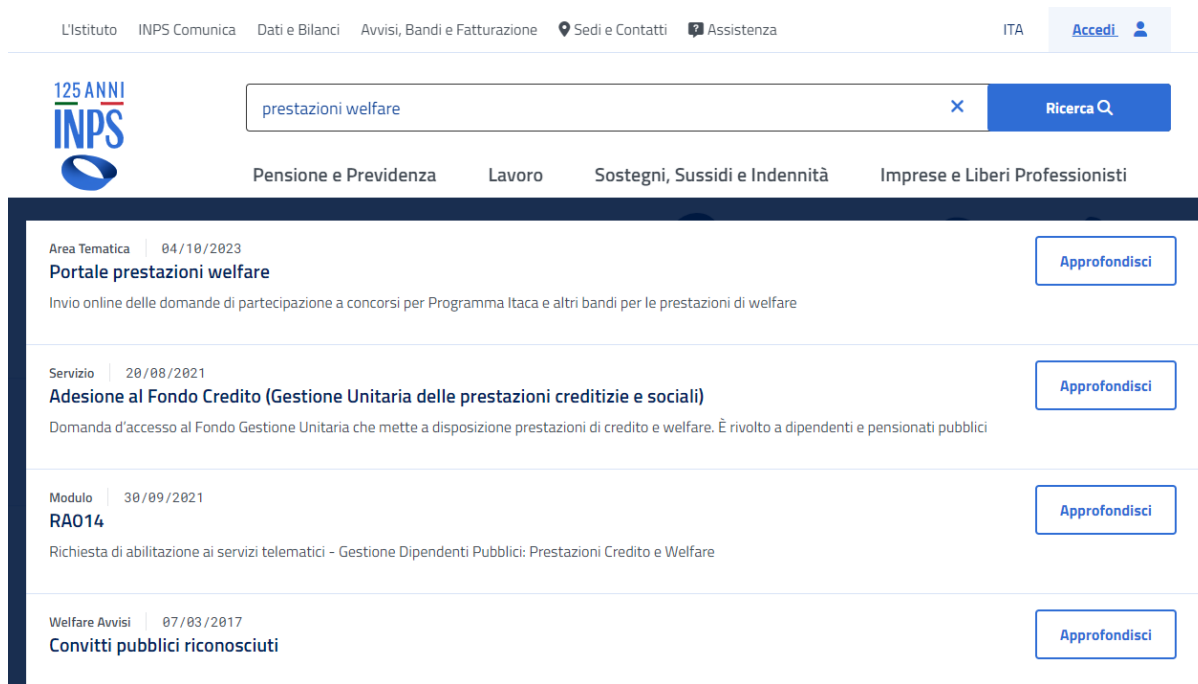 L'Istituto INPS Comunica Dati e Bilanci Avvisi, Bandi e Fatturazione Sedi e Contatti Assistenza ITA Accedi
125 ANNI
INPS
prestazioni welfare Ricerca
Pensione e Previdenza Lavoro Sostegni, Sussidi e Indennità Imprese e Liberi Professionisti
Area Tematica 04/10/2023
Portale prestazioni welfare
Approfondisci
Invio online delle domande di partecipazione a concorsi per Programma Itaca e altri bandi per le prestazioni di welfare
Servizio 20/08/2021
Adesione al Fondo Credito (Gestione Unitaria delle prestazioni creditizie e sociali)
Approfondisci
Domanda d'accesso al Fondo Gestione Unitaria che mette a disposizione prestazioni di credito e welfare. È rivolto a dipendenti e pensionati pubblici
Modulo 30/09/2021
RA014
Approfondisci
Richiesta di abilitazione ai servizi telematici - Gestione Dipendenti Pubblici: Prestazioni Credito e Welfare
Welfare Avvisi 07/03/2017
Convitti pubblici riconosciuti
Approfondisci